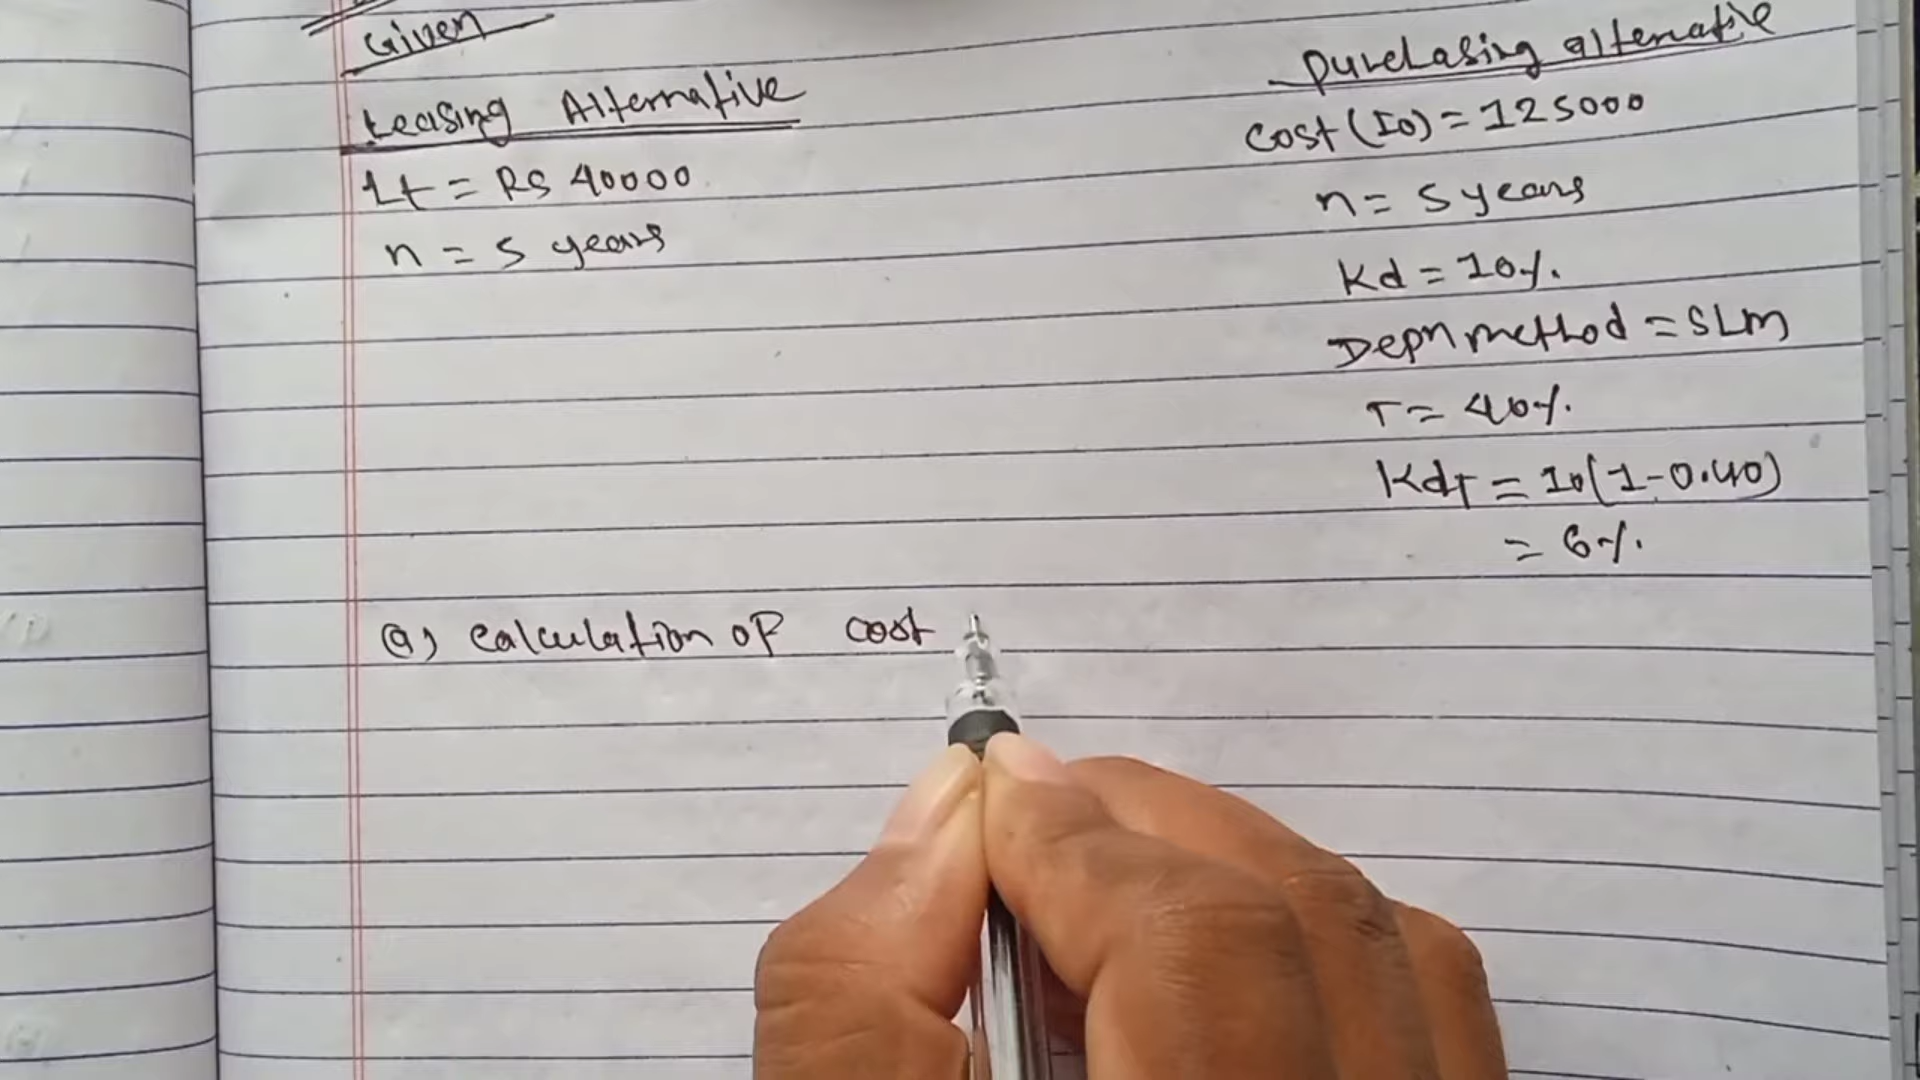 Given
Leasing Alternative
Lt = RS 40000
n = 5 years
purchasing alternative
Cost (I0) = 125000
n = 5 years
Kd = 10%.
Depn method = SLM
T = 40%.
KdT = 10(1-0.40)
= 6%.
a) calculation of cost